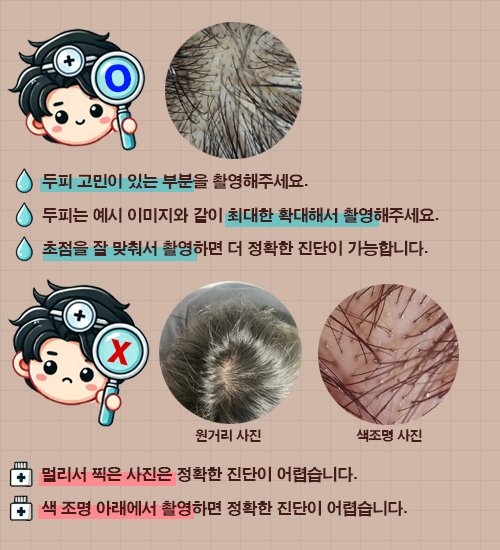 O
두피 고민이 있는 부분을 촬영해주세요.
두피는 예시 이미지와 같이 최대한 확대해서 촬영해주세요.
초점을 잘 맞춰서 촬영하면 더 정확한 진단이 가능합니다.
X
원거리 사진
색조명 사진
멀리서 찍은 사진은 정확한 진단이 어렵습니다.
색 조명 아래에서 촬영하면 정확한 진단이 어렵습니다.